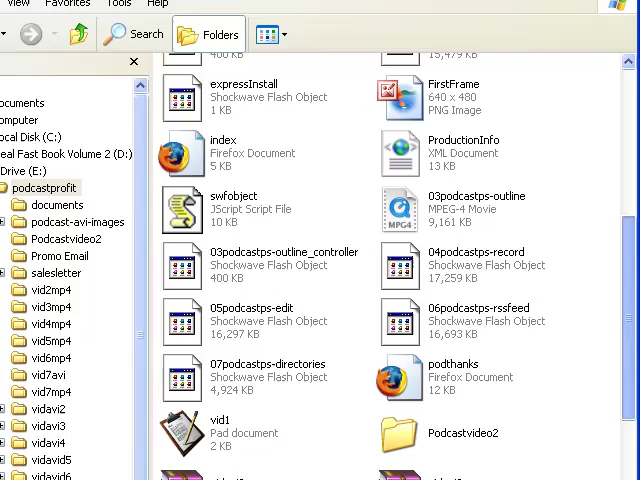 View Favorites Tools Help
Search
Folders
ocuments
omputer
ocal Disk (C:)
eal Fast Book Volume 2 (D:)
Drive (E:)
podcastprofit
documents
podcast-avi-images
Podcastvideo2
Promo Email
salesletter
vid2mp4
vid3mp4
vid4mp4
vid5mp4
vid6mp4
vid7avi
vid7mp4
vidavi2
vidavi3
vidavi4
vidavid5
vidavid6
400 KB
15,479 KB
expressInstall
Shockwave Flash Object
1 KB
FirstFrame
640 x 480
PNG Image
index
Firefox Document
5 KB
ProductionInfo
XML Document
13 KB
swfobject
JScript Script File
10 KB
03podcastps-outline
MPEG-4 Movie
9,161 KB
MPEG4
03podcastps-outline_controller
Shockwave Flash Object
400 KB
04podcastps-record
Shockwave Flash Object
17,259 KB
05podcastps-edit
Shockwave Flash Object
16,297 KB
06podcastps-rssfeed
Shockwave Flash Object
16,693 KB
07podcastps-directories
Shockwave Flash Object
4,924 KB
podthanks
Firefox Document
12 KB
vid1
Pad document
2 KB
Podcastvideo2